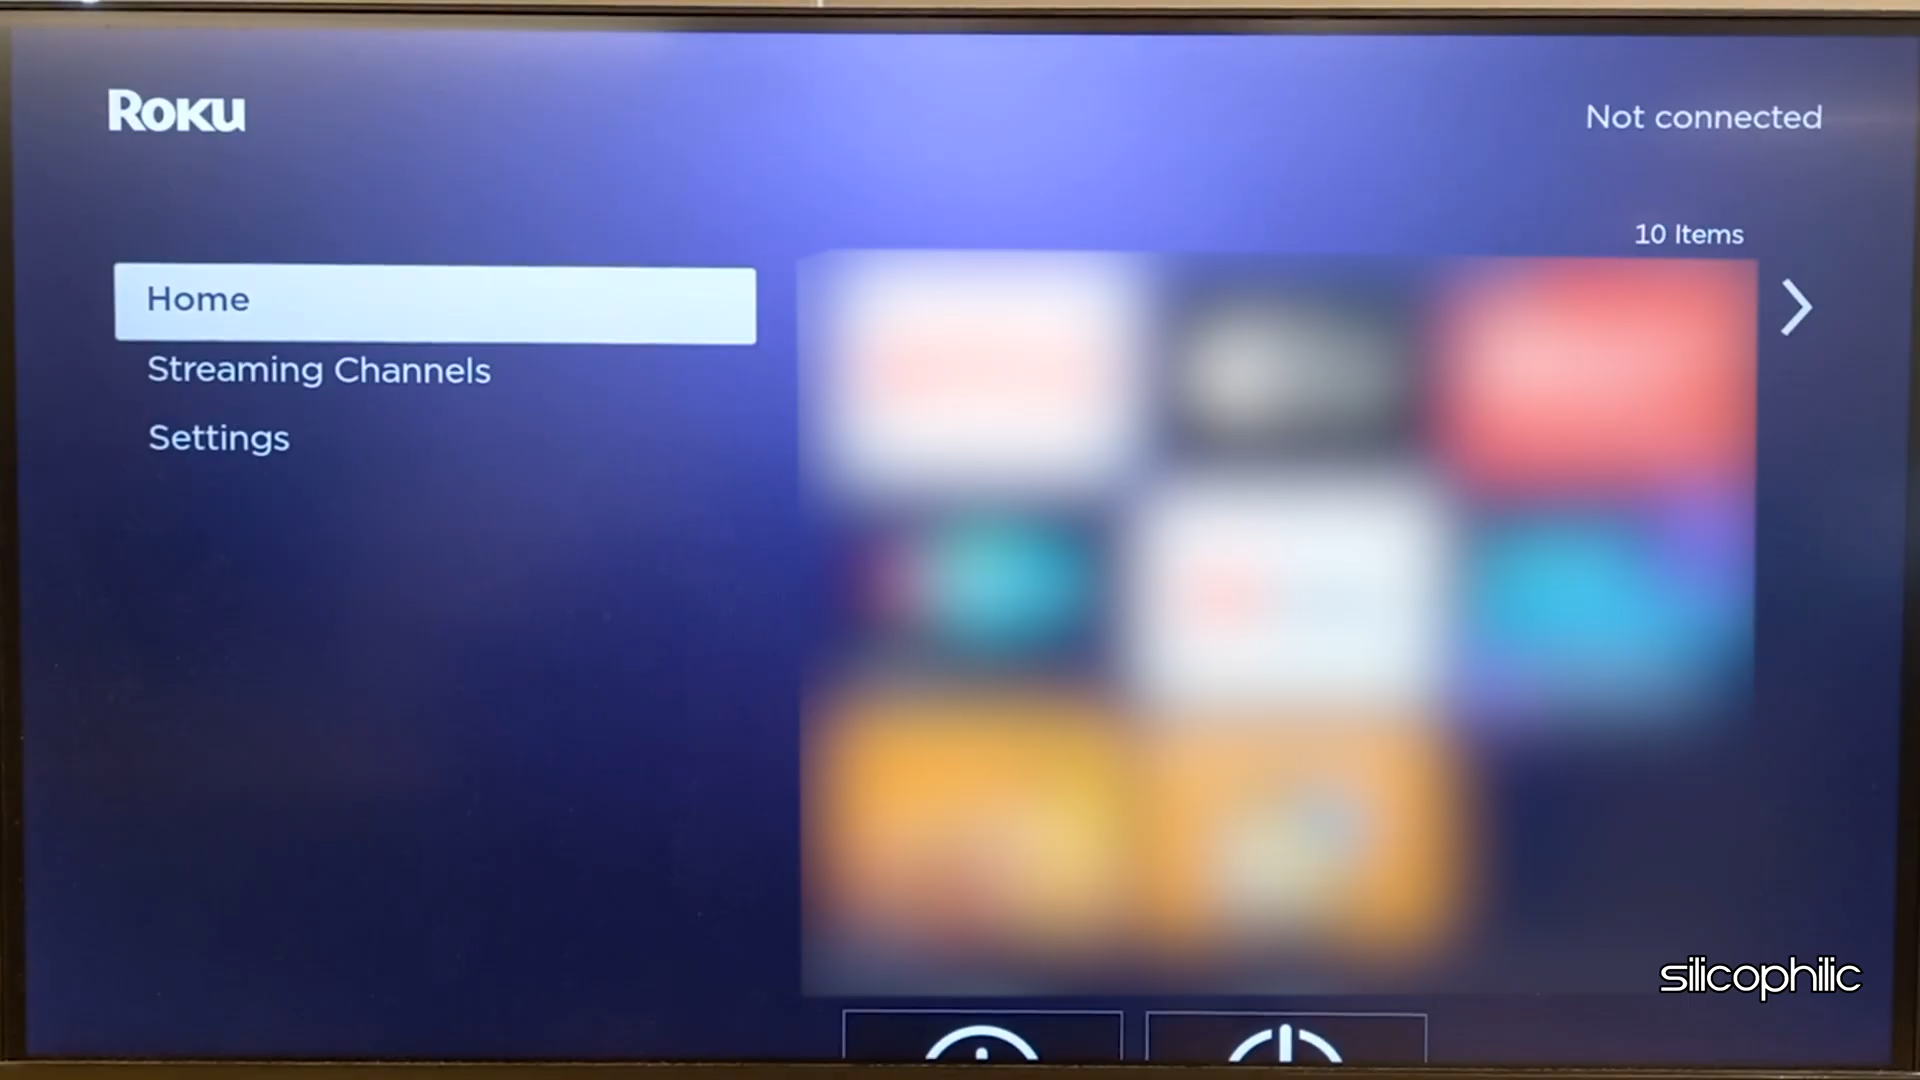 Roku
Not connected
10 Items
Home
Streaming Channels
Settings
silicophilic